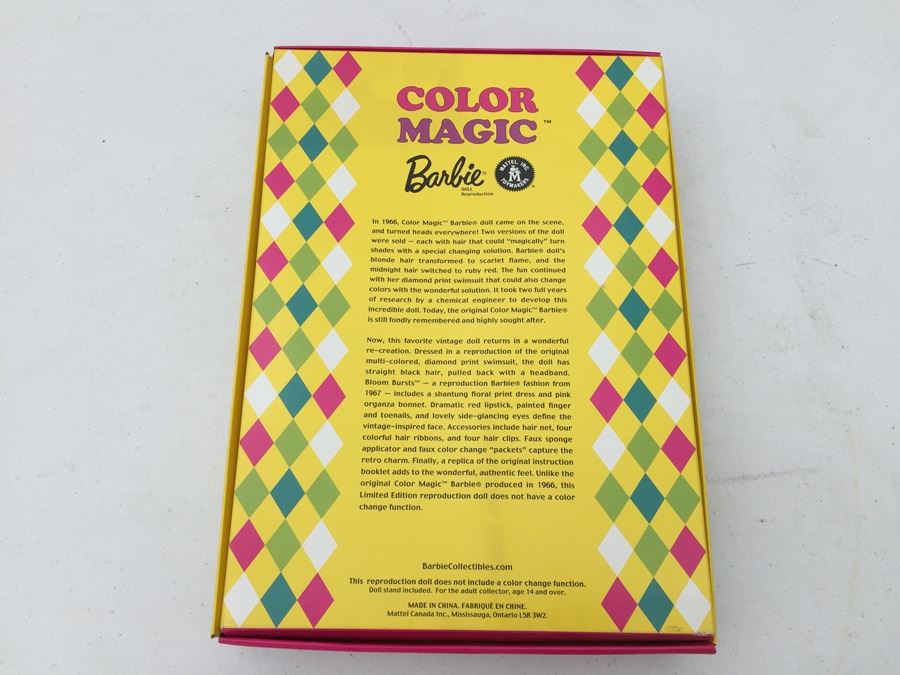 COLOR
MAGIC™
Barbie®
DOLL
Reproduction
MATTEL, INC.
M
TOYMAKERS
®
In 1966, Color Magic™ Barbie® doll came on the scene,
and turned heads everywhere! Two versions of the doll
were sold — each with hair that could "magically" turn
shades with a special changing solution. Barbie® doll's
blonde hair transformed to scarlet flame, and the
midnight hair switched to ruby red. The fun continued
with her diamond print swimsuit that could also change
colors with the wonderful solution. It took two full years
of research by a chemical engineer to develop this
incredible doll. Today, the original Color Magic™ Barbie®
is still fondly remembered and highly sought after.
Now, this favorite vintage doll returns in a wonderful
re-creation. Dressed in a reproduction of the original
multi-colored, diamond print swimsuit, the doll has
straight black hair, pulled back with a headband.
Bloom Bursts™ — a reproduction Barbie® fashion from
1967 — includes a shantung floral print dress and pink
organza bonnet. Dramatic red lipstick, painted finger
and toenails, and lovely side-glancing eyes define the
vintage-inspired face. Accessories include hair net, four
colorful hair ribbons, and four hair clips. Faux sponge
applicator and faux color change "packets" capture the
retro charm. Finally, a replica of the original instruction
booklet adds to the wonderful, authentic feel. Unlike the
original Color Magic™ Barbie® produced in 1966, this
Limited Edition reproduction doll does not have a color
change function.
BarbieCollectibles.com
This reproduction doll does not include a color change function.
Doll stand included. For the adult collector, age 14 and over.
MADE IN CHINA. FABRIQUÉ EN CHINE.
Mattel Canada Inc., Mississauga, Ontario L5R 3W2.